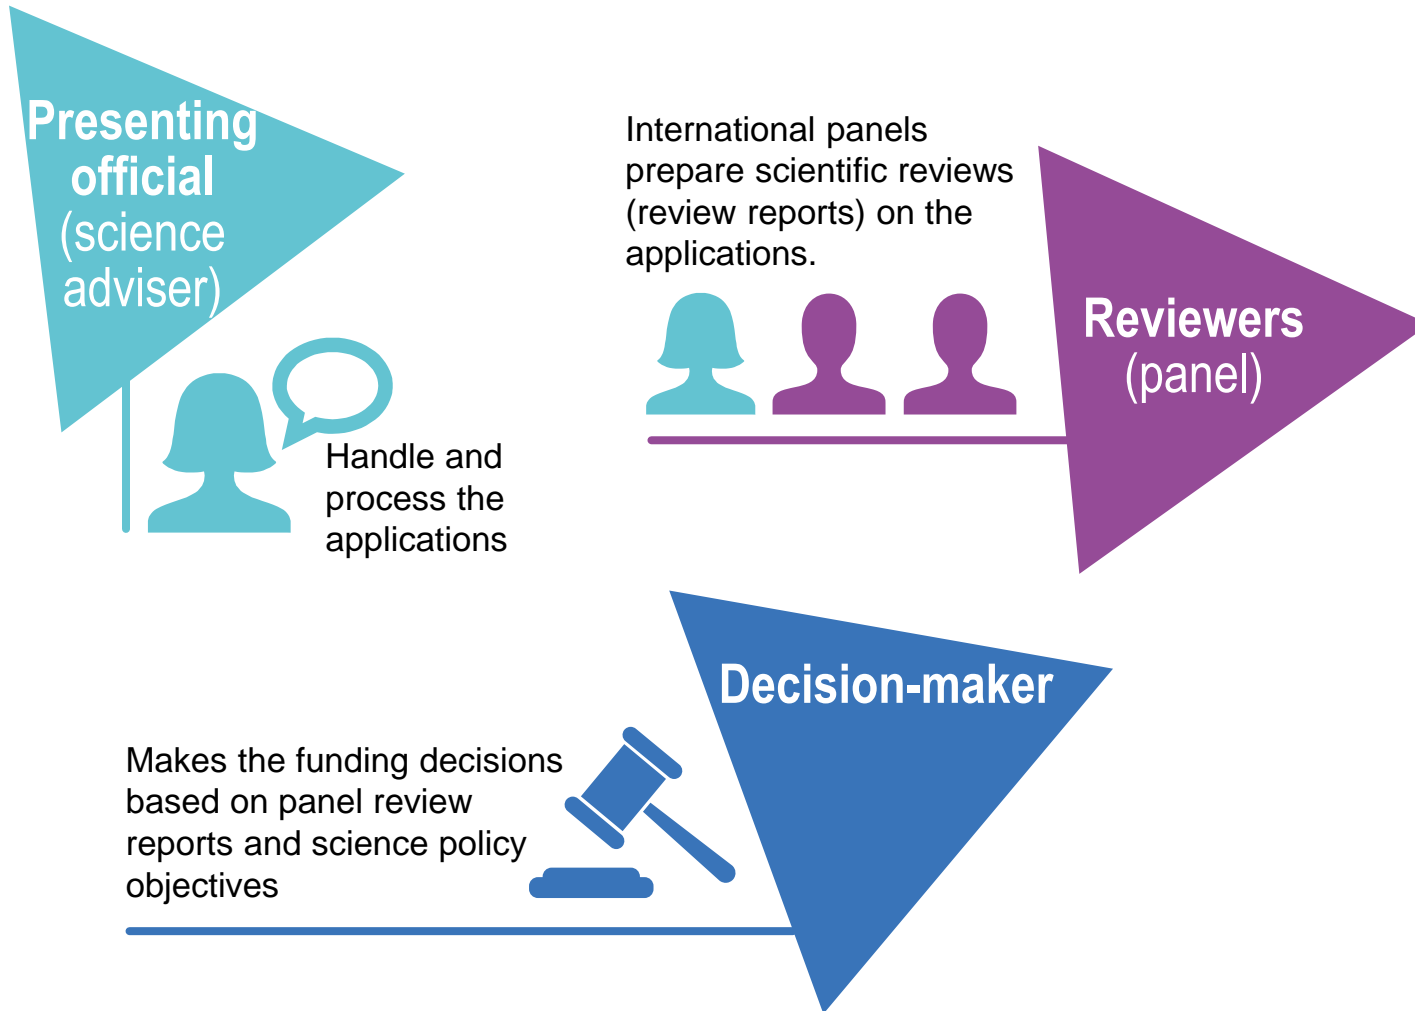 Presenting
official
(science
adviser)
Handle and
process the
applications
International panels
prepare scientific reviews
(review reports) on the
applications.
Reviewers
(panel)
Decision-maker
Makes the funding decisions
based on panel review
reports and science policy
objectives